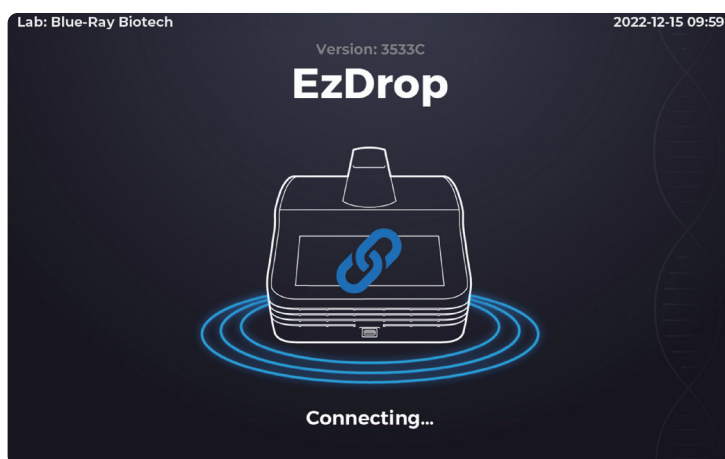 Lab: Blue-Ray Biotech
2022-12-15 09:59
Version: 3533C
EzDrop
Connecting...